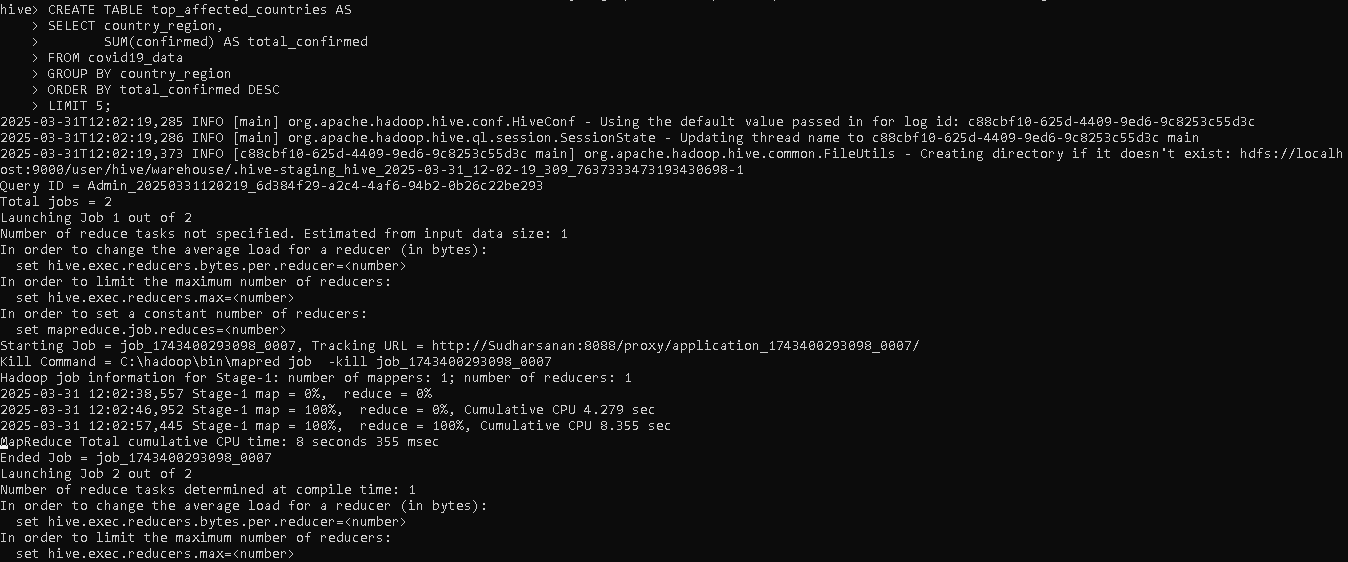 hive> CREATE TABLE top_affected_countries AS
    > SELECT country_region,
    >        SUM(confirmed) AS total_confirmed
    > FROM covid19_data
    > GROUP BY country_region
    > ORDER BY total_confirmed DESC
    > LIMIT 5;
2025-03-31T12:02:19,285 INFO [main] org.apache.hadoop.hive.conf.HiveConf - Using the default value passed in for log id: c88cbf10-625d-4409-9ed6-9c8253c55d3c
2025-03-31T12:02:19,286 INFO [main] org.apache.hadoop.hive.ql.session.SessionState - Updating thread name to c88cbf10-625d-4409-9ed6-9c8253c55d3c main
2025-03-31T12:02:19,373 INFO [c88cbf10-625d-4409-9ed6-9c8253c55d3c main] org.apache.hadoop.hive.common.FileUtils - Creating directory if it doesn't exist: hdfs://localh
ost:9000/user/hive/warehouse/.hive-staging_hive_2025-03-31_12-02-19_309_7637333473193430698-1
Query ID = Admin_20250331120219_6d384f29-a2c4-4af6-94b2-0b26c22be293
Total jobs = 2
Launching Job 1 out of 2
Number of reduce tasks not specified. Estimated from input data size: 1
In order to change the average load for a reducer (in bytes):
  set hive.exec.reducers.bytes.per.reducer=<number>
In order to limit the maximum number of reducers:
  set hive.exec.reducers.max=<number>
In order to set a constant number of reducers:
  set mapreduce.job.reduces=<number>
Starting Job = job_1743400293098_0007, Tracking URL = http://Sudharsanan:8088/proxy/application_1743400293098_0007/
Kill Command = C:\hadoop\bin\mapred job  -kill job_1743400293098_0007
Hadoop job information for Stage-1: number of mappers: 1; number of reducers: 1
2025-03-31 12:02:38,557 Stage-1 map = 0%,  reduce = 0%
2025-03-31 12:02:46,952 Stage-1 map = 100%,  reduce = 0%, Cumulative CPU 4.279 sec
2025-03-31 12:02:57,445 Stage-1 map = 100%,  reduce = 100%, Cumulative CPU 8.355 sec
MapReduce Total cumulative CPU time: 8 seconds 355 msec
Ended Job = job_1743400293098_0007
Launching Job 2 out of 2
Number of reduce tasks determined at compile time: 1
In order to change the average load for a reducer (in bytes):
  set hive.exec.reducers.bytes.per.reducer=<number>
In order to limit the maximum number of reducers:
  set hive.exec.reducers.max=<number>